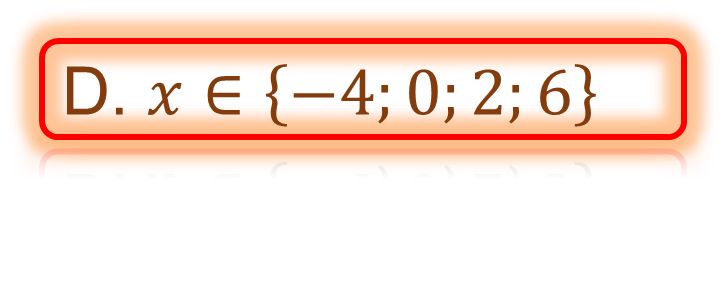 D. 𝑥 ∈ {−4; 0; 2; 6}